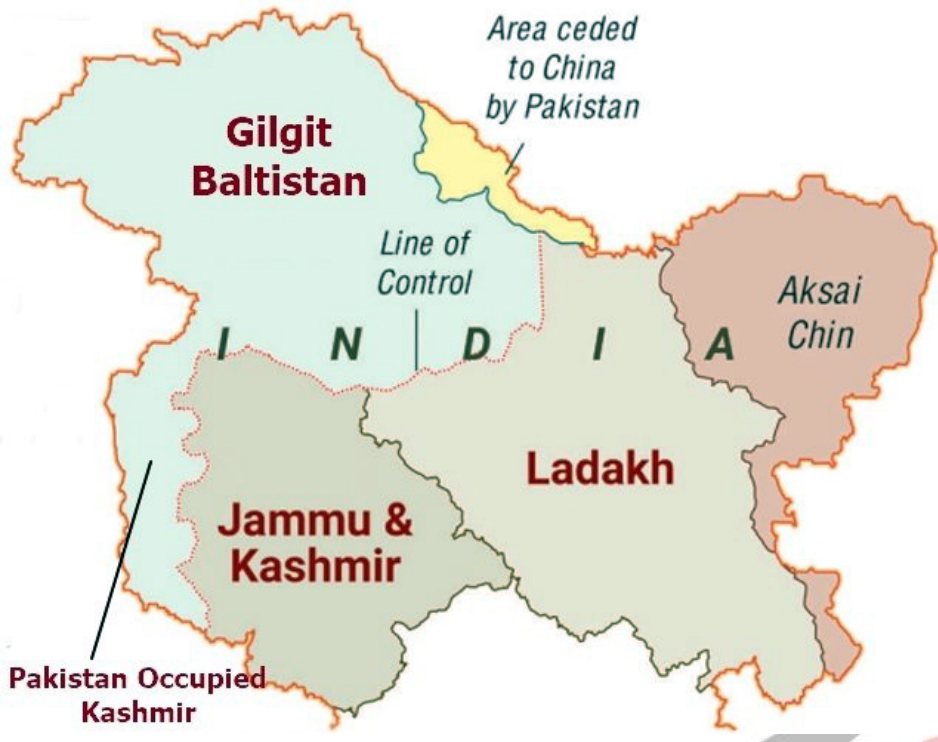 Area ceded
to China
by Pakistan
Gilgit
Baltistan
Line of
Control
Aksai
Chin
I N D I A
Ladakh
Jammu &
Kashmir
Pakistan Occupied
Kashmir